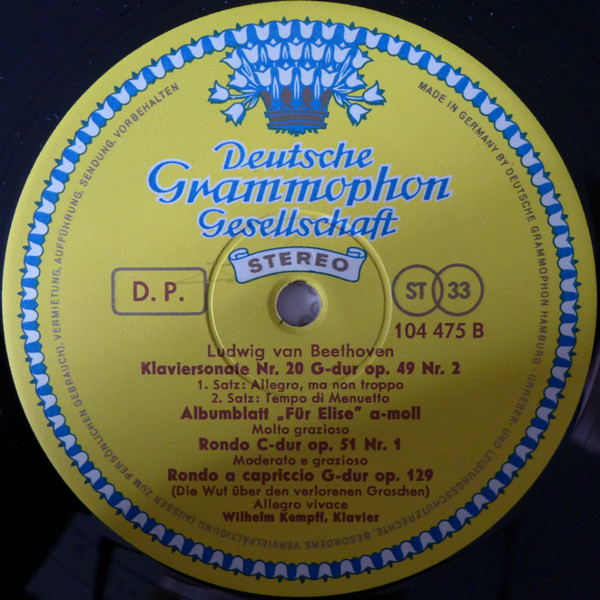 Deutsche
Grammophon
Gesellschaft
STEREO
D. P.
ST 33
104 475 B
Ludwig van Beethoven
Klaviersonate Nr. 20 G-dur op. 49 Nr. 2
1. Satz: Allegro, ma non troppo
2. Satz: Tempo di Menuetto
Albumblatt „Für Elise” a-moll
Molto grazioso
Rondo C-dur op. 51 Nr. 1
Moderato e grazioso
Rondo a capriccio G-dur op. 129
(Die Wut über den verlorenen Groschen)
Allegro vivace
Wilhelm Kempff, Klavier
MADE IN GERMANY BY DEUTSCHE GRAMMOPHON HAMBURG. URHEBER- UND LEISTUNGSSCHUTZRECHTE, BESONDERS VERVIELFÄLTIGUNG (AUSSER ZUM PERSÖNLICHEN GEBRAUCH), VERMIETUNG, AUFFÜHRUNG, SENDUNG, VORBEHALTEN